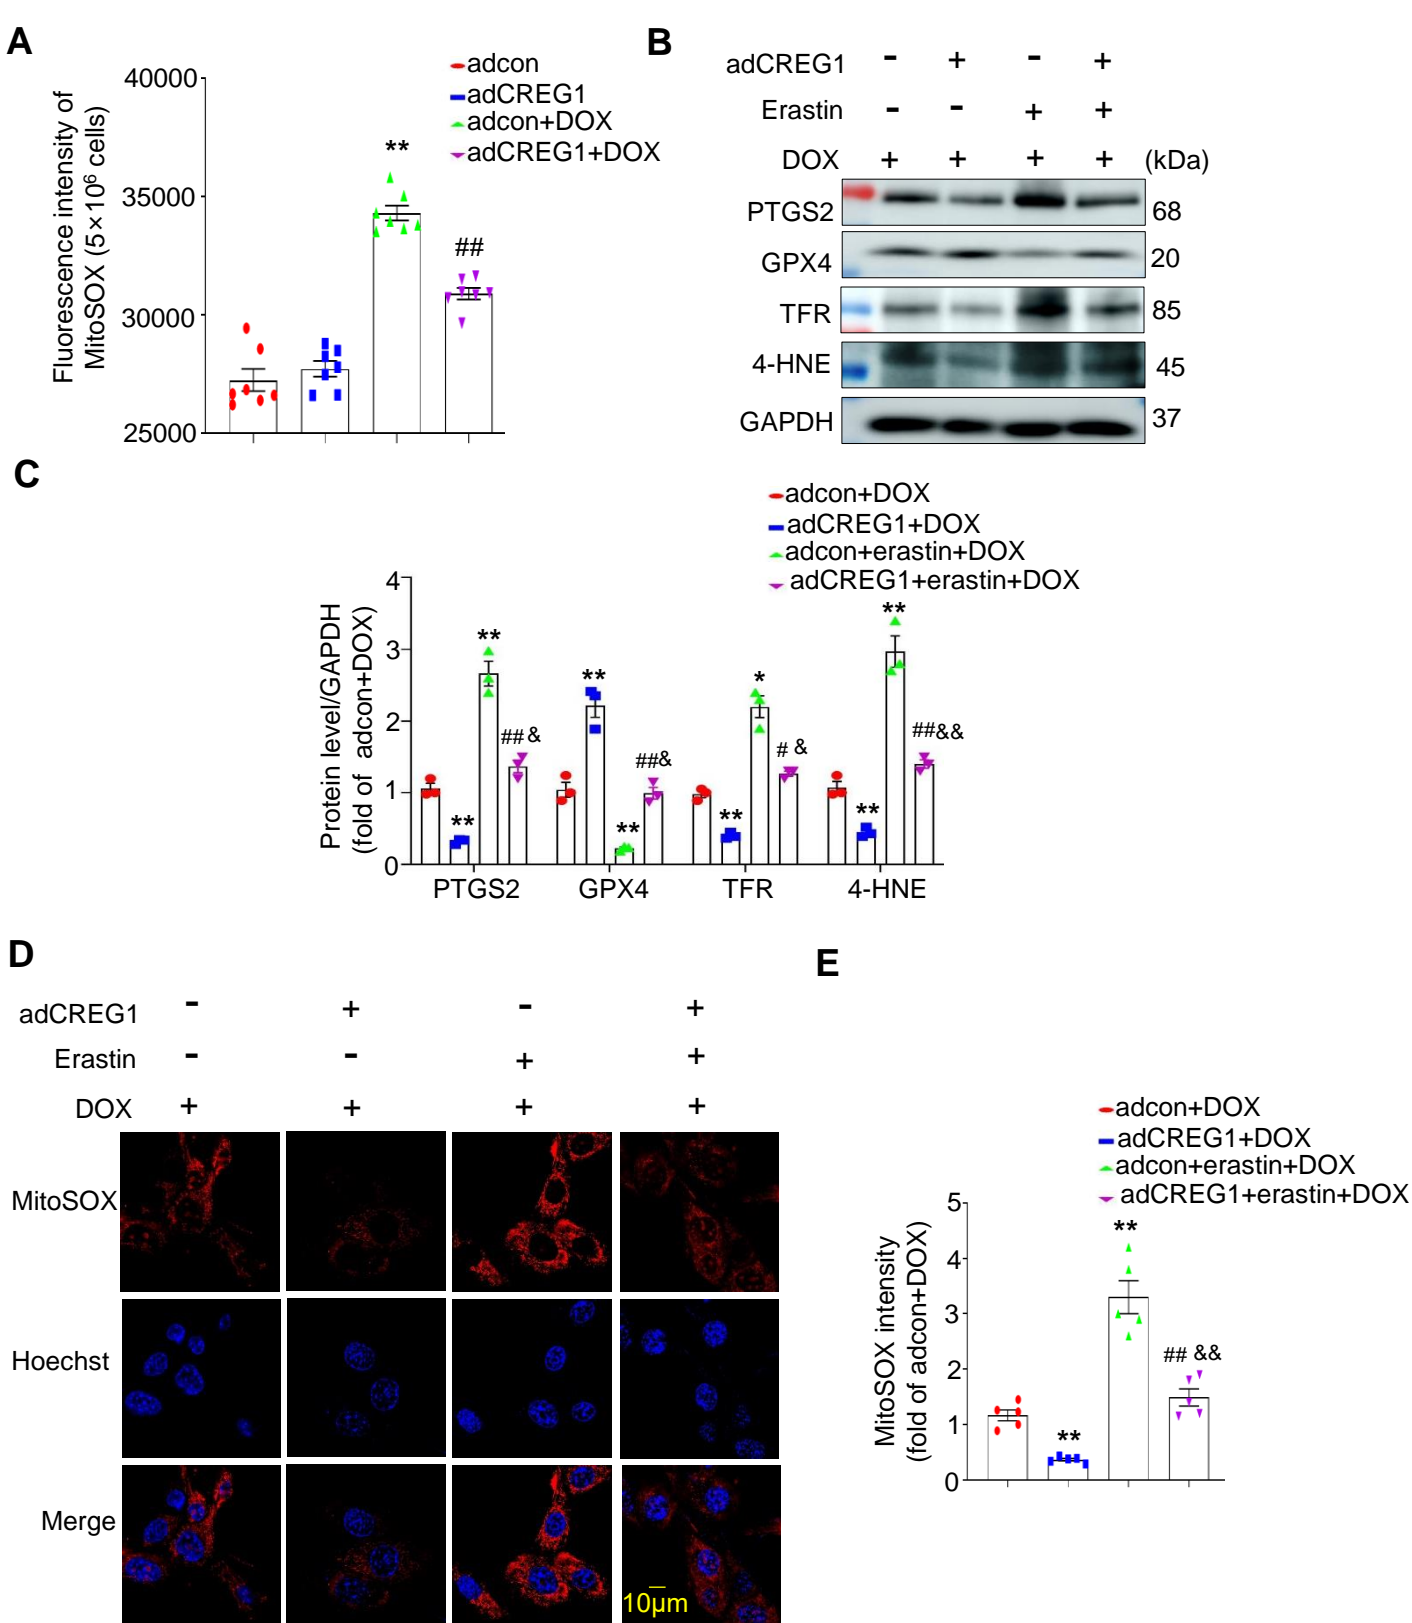 A
Fluorescence intensity of
MitoSOX (5×10⁶ cells)
40000
35000
30000
25000
**
##
adcon
adCREG1
adcon+DOX
adCREG1+DOX
B
adCREG1 - + - +
Erastin - - + +
DOX + + + + (kDa)
PTGS2 68
GPX4 20
TFR 85
4-HNE 45
GAPDH 37
C
adcon+DOX
adCREG1+DOX
adcon+erastin+DOX
adCREG1+erastin+DOX
Protein level/GAPDH
(fold of adcon+DOX)
4
3
2
1
0
** ** ## &
** ** ##&
** * # &
** ** ##&&
PTGS2 GPX4 TFR 4-HNE
D
adCREG1 - + - +
Erastin - - + +
DOX + + + +
MitoSOX
Hoechst
Merge
10μm
E
adcon+DOX
adCREG1+DOX
adcon+erastin+DOX
adCREG1+erastin+DOX
MitoSOX intensity
(fold of adcon+DOX)
5
4
3
2
1
0
** ** ## &&